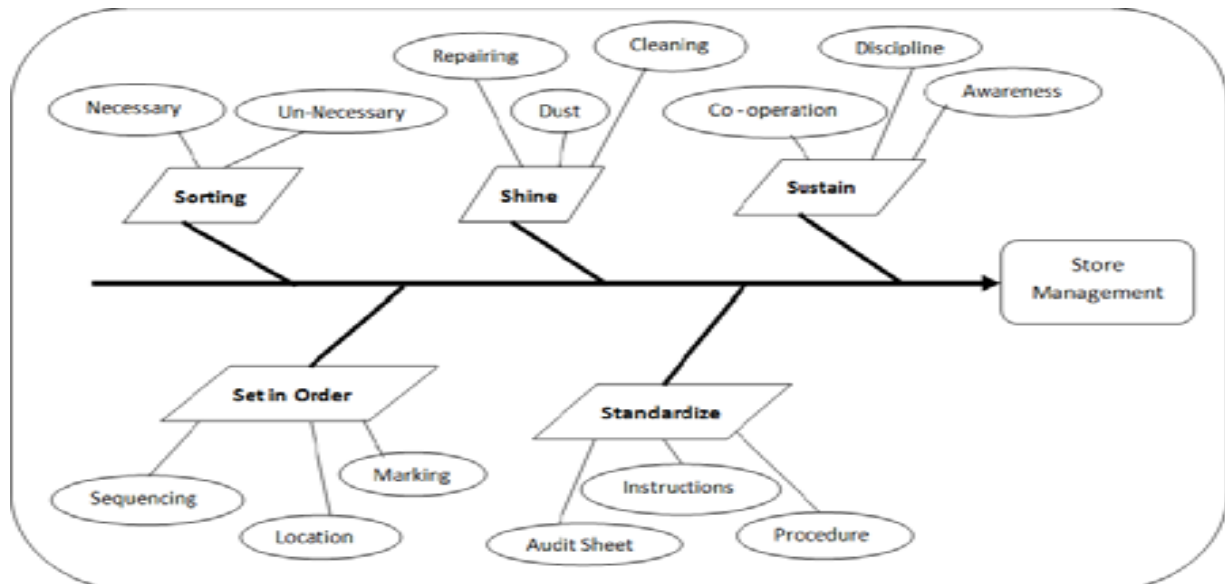 Repairing
Cleaning
Discipline
Necessary
Un-Necessary
Dust
Co-operation
Awareness
Sorting
Shine
Sustain
Store
Management
Set in Order
Standardize
Sequencing
Marking
Location
Instructions
Audit Sheet
Procedure